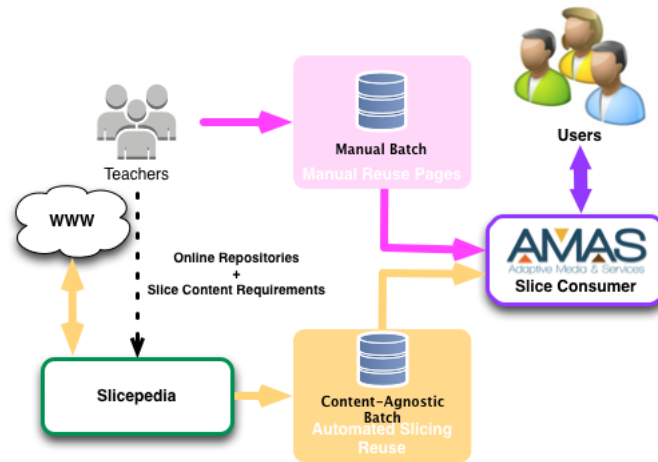 Teachers
WWW
Online Repositories
+
Slice Content Requirements
Slicepedia
Manual Batch
Manual Reuse Pages
Content-Agnostic
Batch
Automated Slicing
Reuse
Users
AMAS
Adaptive Media & Services
Slice Consumer